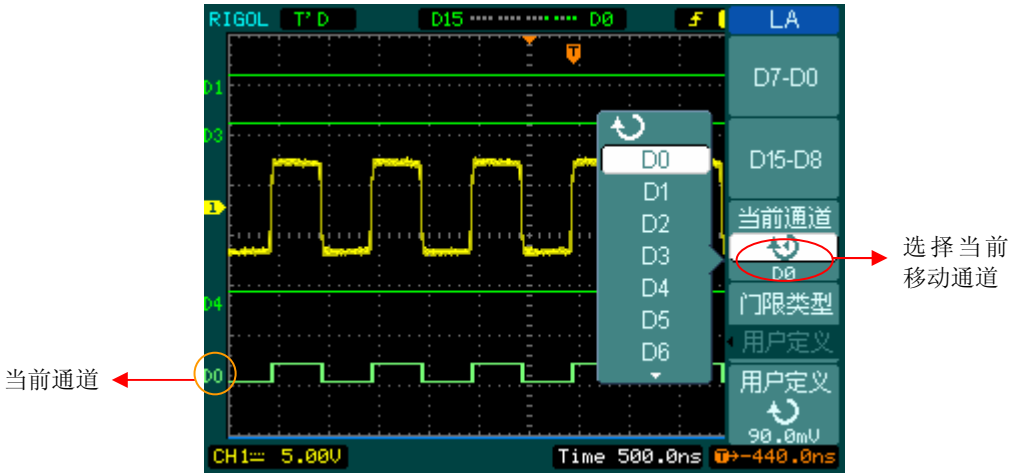 RIGOL T'D D15 D0 LA
D7-D0
D1
D3
D0
D15-D8
D1
1
D2
当前通道
D3
D0
选择当前
移动通道
D4
D4
门限类型
D5
用户定义
D6
当前通道
D0
用户定义
90.0mV
CH1 5.00V Time 500.0ns T→-440.0ns
T